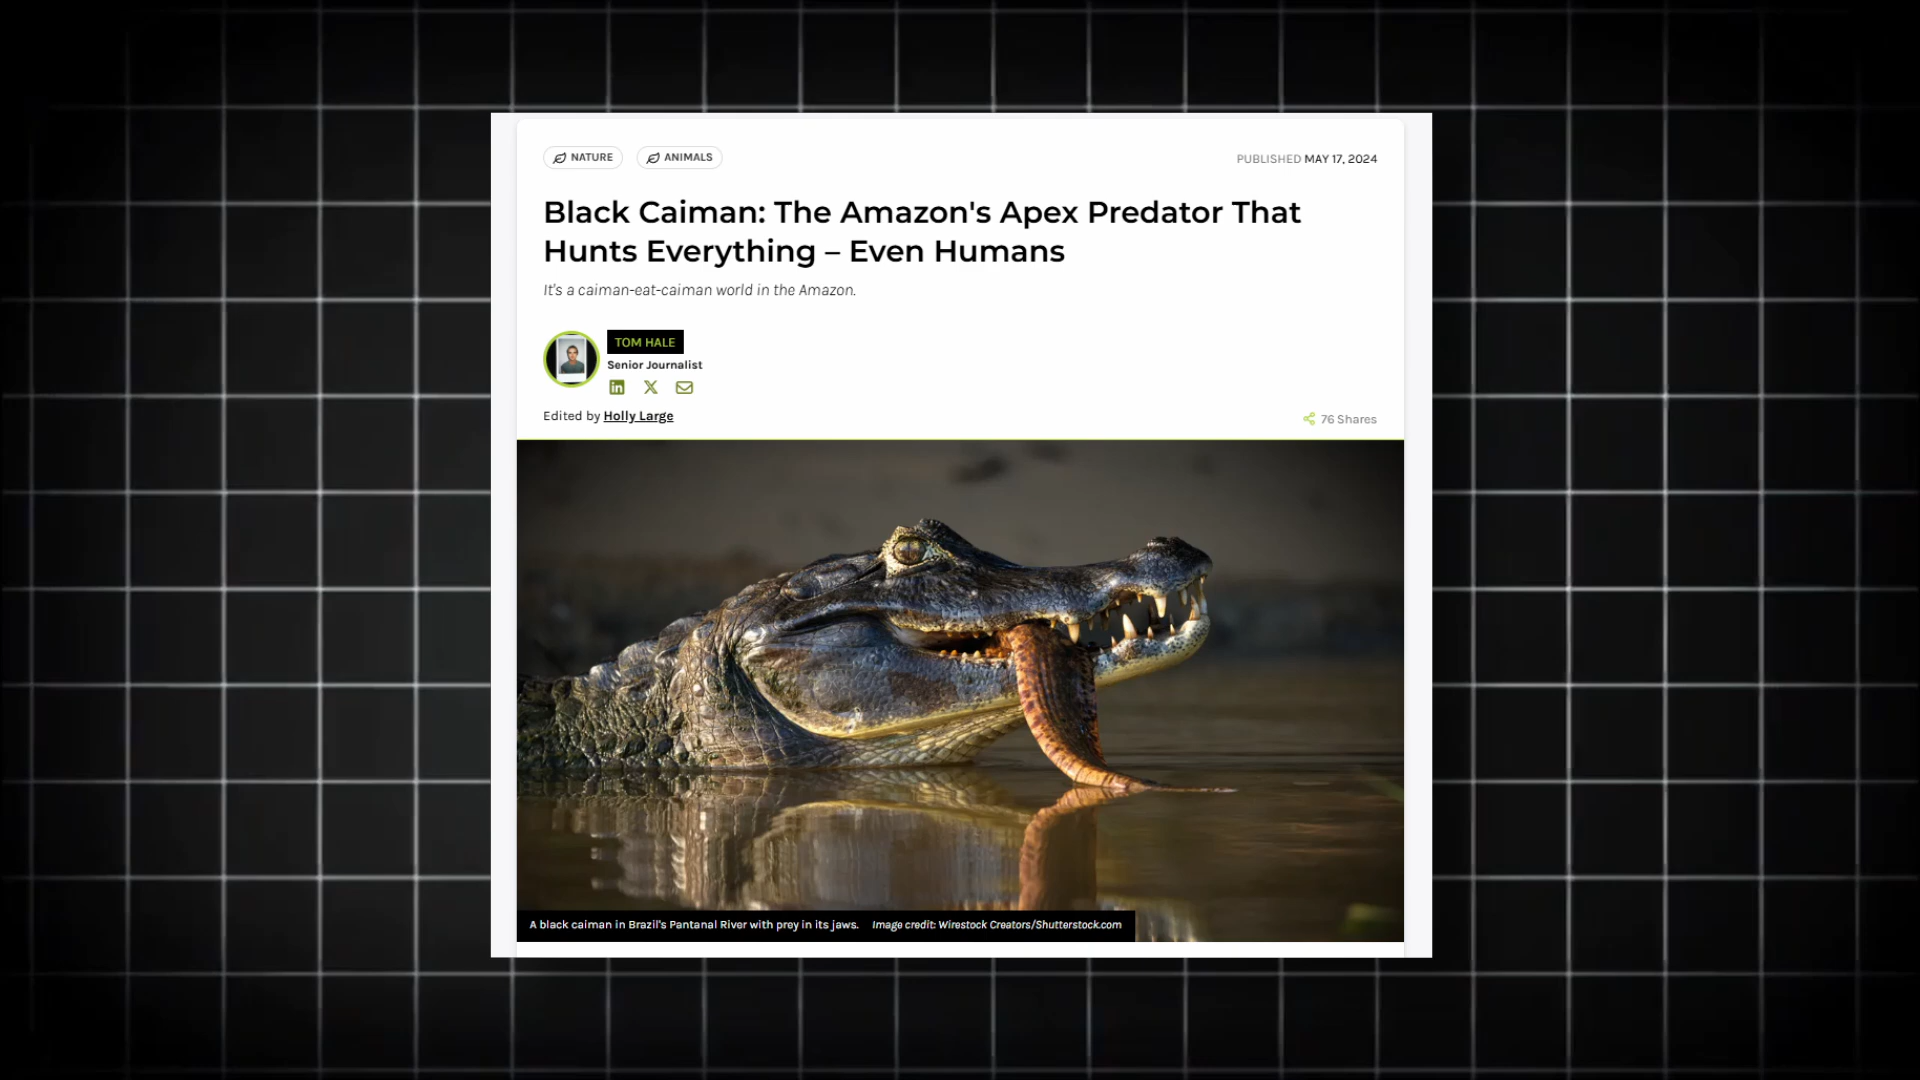 NATURE ANIMALS
PUBLISHED MAY 17, 2024
Black Caiman: The Amazon's Apex Predator That
Hunts Everything – Even Humans
It's a caiman-eat-caiman world in the Amazon.
TOM HALE
Senior Journalist
Edited by Holly Large
76 Shares
A black caiman in Brazil's Pantanal River with prey in its jaws. Image credit: Wirestock Creators/Shutterstock.com